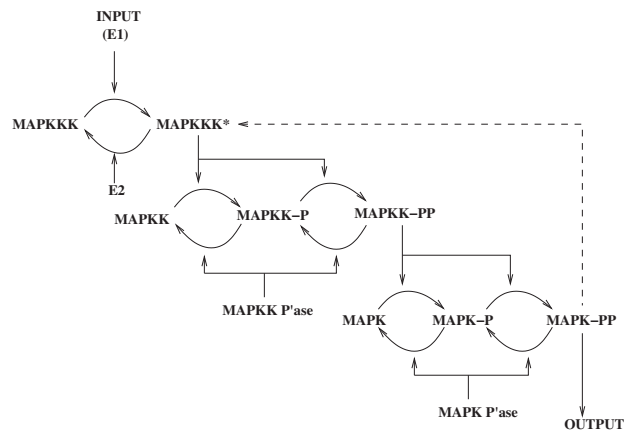 INPUT
(E1)
MAPKKK
MAPKKK*
E2
MAPKK
MAPKK–P
MAPKK–PP
MAPKK P'ase
MAPK
MAPK–P
MAPK–PP
MAPK P'ase
OUTPUT